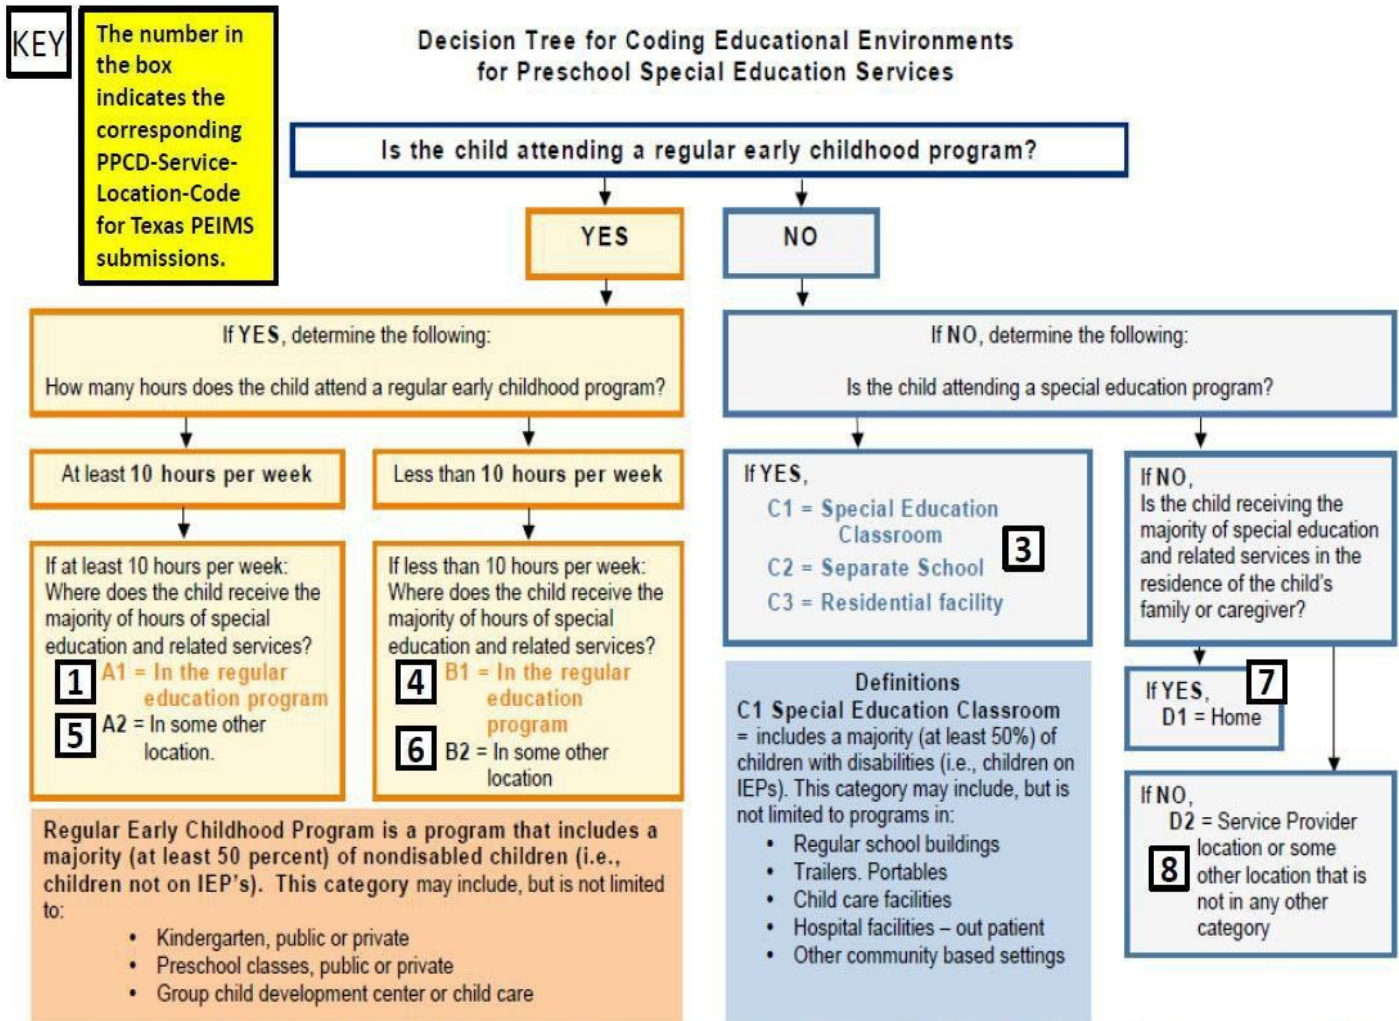 KEY
The number in
the box
indicates the
corresponding
PPCD-Service-
Location-Code
for Texas PEIMS
submissions.
Decision Tree for Coding Educational Environments
for Preschool Special Education Services
Is the child attending a regular early childhood program?
YES
NO
If YES, determine the following:
How many hours does the child attend a regular early childhood program?
If NO, determine the following:
Is the child attending a special education program?
At least 10 hours per week
Less than 10 hours per week
If at least 10 hours per week:
Where does the child receive the
majority of hours of special
education and related services?
1 A1 = In the regular
education program
5 A2 = In some other
location.
If less than 10 hours per week:
Where does the child receive the
majority of hours of special
education and related services?
4 B1 = In the regular
education
program
6 B2 = In some other
location
If YES,
C1 = Special Education
Classroom
3
C2 = Separate School
C3 = Residential facility
If NO,
Is the child receiving the
majority of special education
and related services in the
residence of the child's
family or caregiver?
If YES, 7
D1 = Home
If NO,
D2 = Service Provider
location or some
8 other location that is
not in any other
category
Regular Early Childhood Program is a program that includes a
majority (at least 50 percent) of nondisabled children (i.e.,
children not on IEP's). This category may include, but is not limited
to:
• Kindergarten, public or private
• Preschool classes, public or private
• Group child development center or child care
Definitions
C1 Special Education Classroom
= includes a majority (at least 50%) of
children with disabilities (i.e., children on
IEPs). This category may include, but is
not limited to programs in:
• Regular school buildings
• Trailers. Portables
• Child care facilities
• Hospital facilities – out patient
• Other community based settings